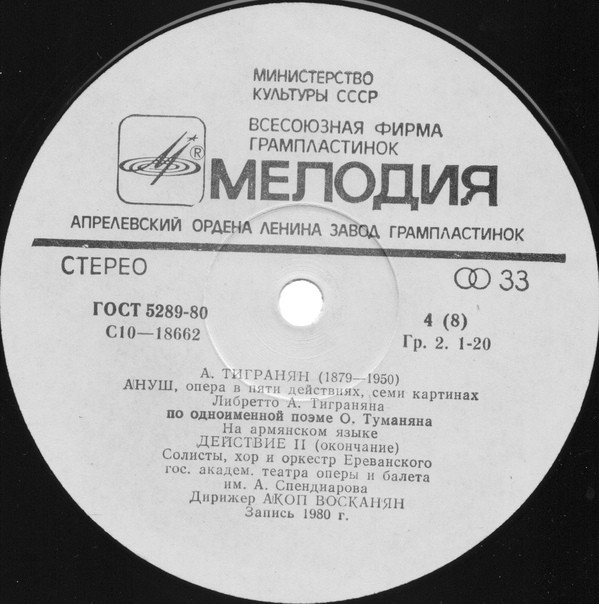 МИНИСТЕРСТВО
КУЛЬТУРЫ СССР
ВСЕСОЮЗНАЯ ФИРМА
ГРАМПЛАСТИНОК
®
МЕЛОДИЯ
АПРЕЛЕВСКИЙ ОРДЕНА ЛЕНИНА ЗАВОД ГРАМПЛАСТИНОК
СТЕРЕО
33
ГОСТ 5289-80
С10—18662
4 (8)
Гр. 2. 1-20
А. ТИГРАНЯН (1879—1950)
АНУШ, опера в пяти действиях, семи картинах
Либретто А. Тиграняна
по одноименной поэме О. Туманяна
На армянском языке
ДЕЙСТВИЕ II (окончание)
Солисты, хор и оркестр Ереванского
гос. академ. театра оперы и балета
им. А. Спендиарова
Дирижер АКОП ВОСКАНЯН
Запись 1980 г.